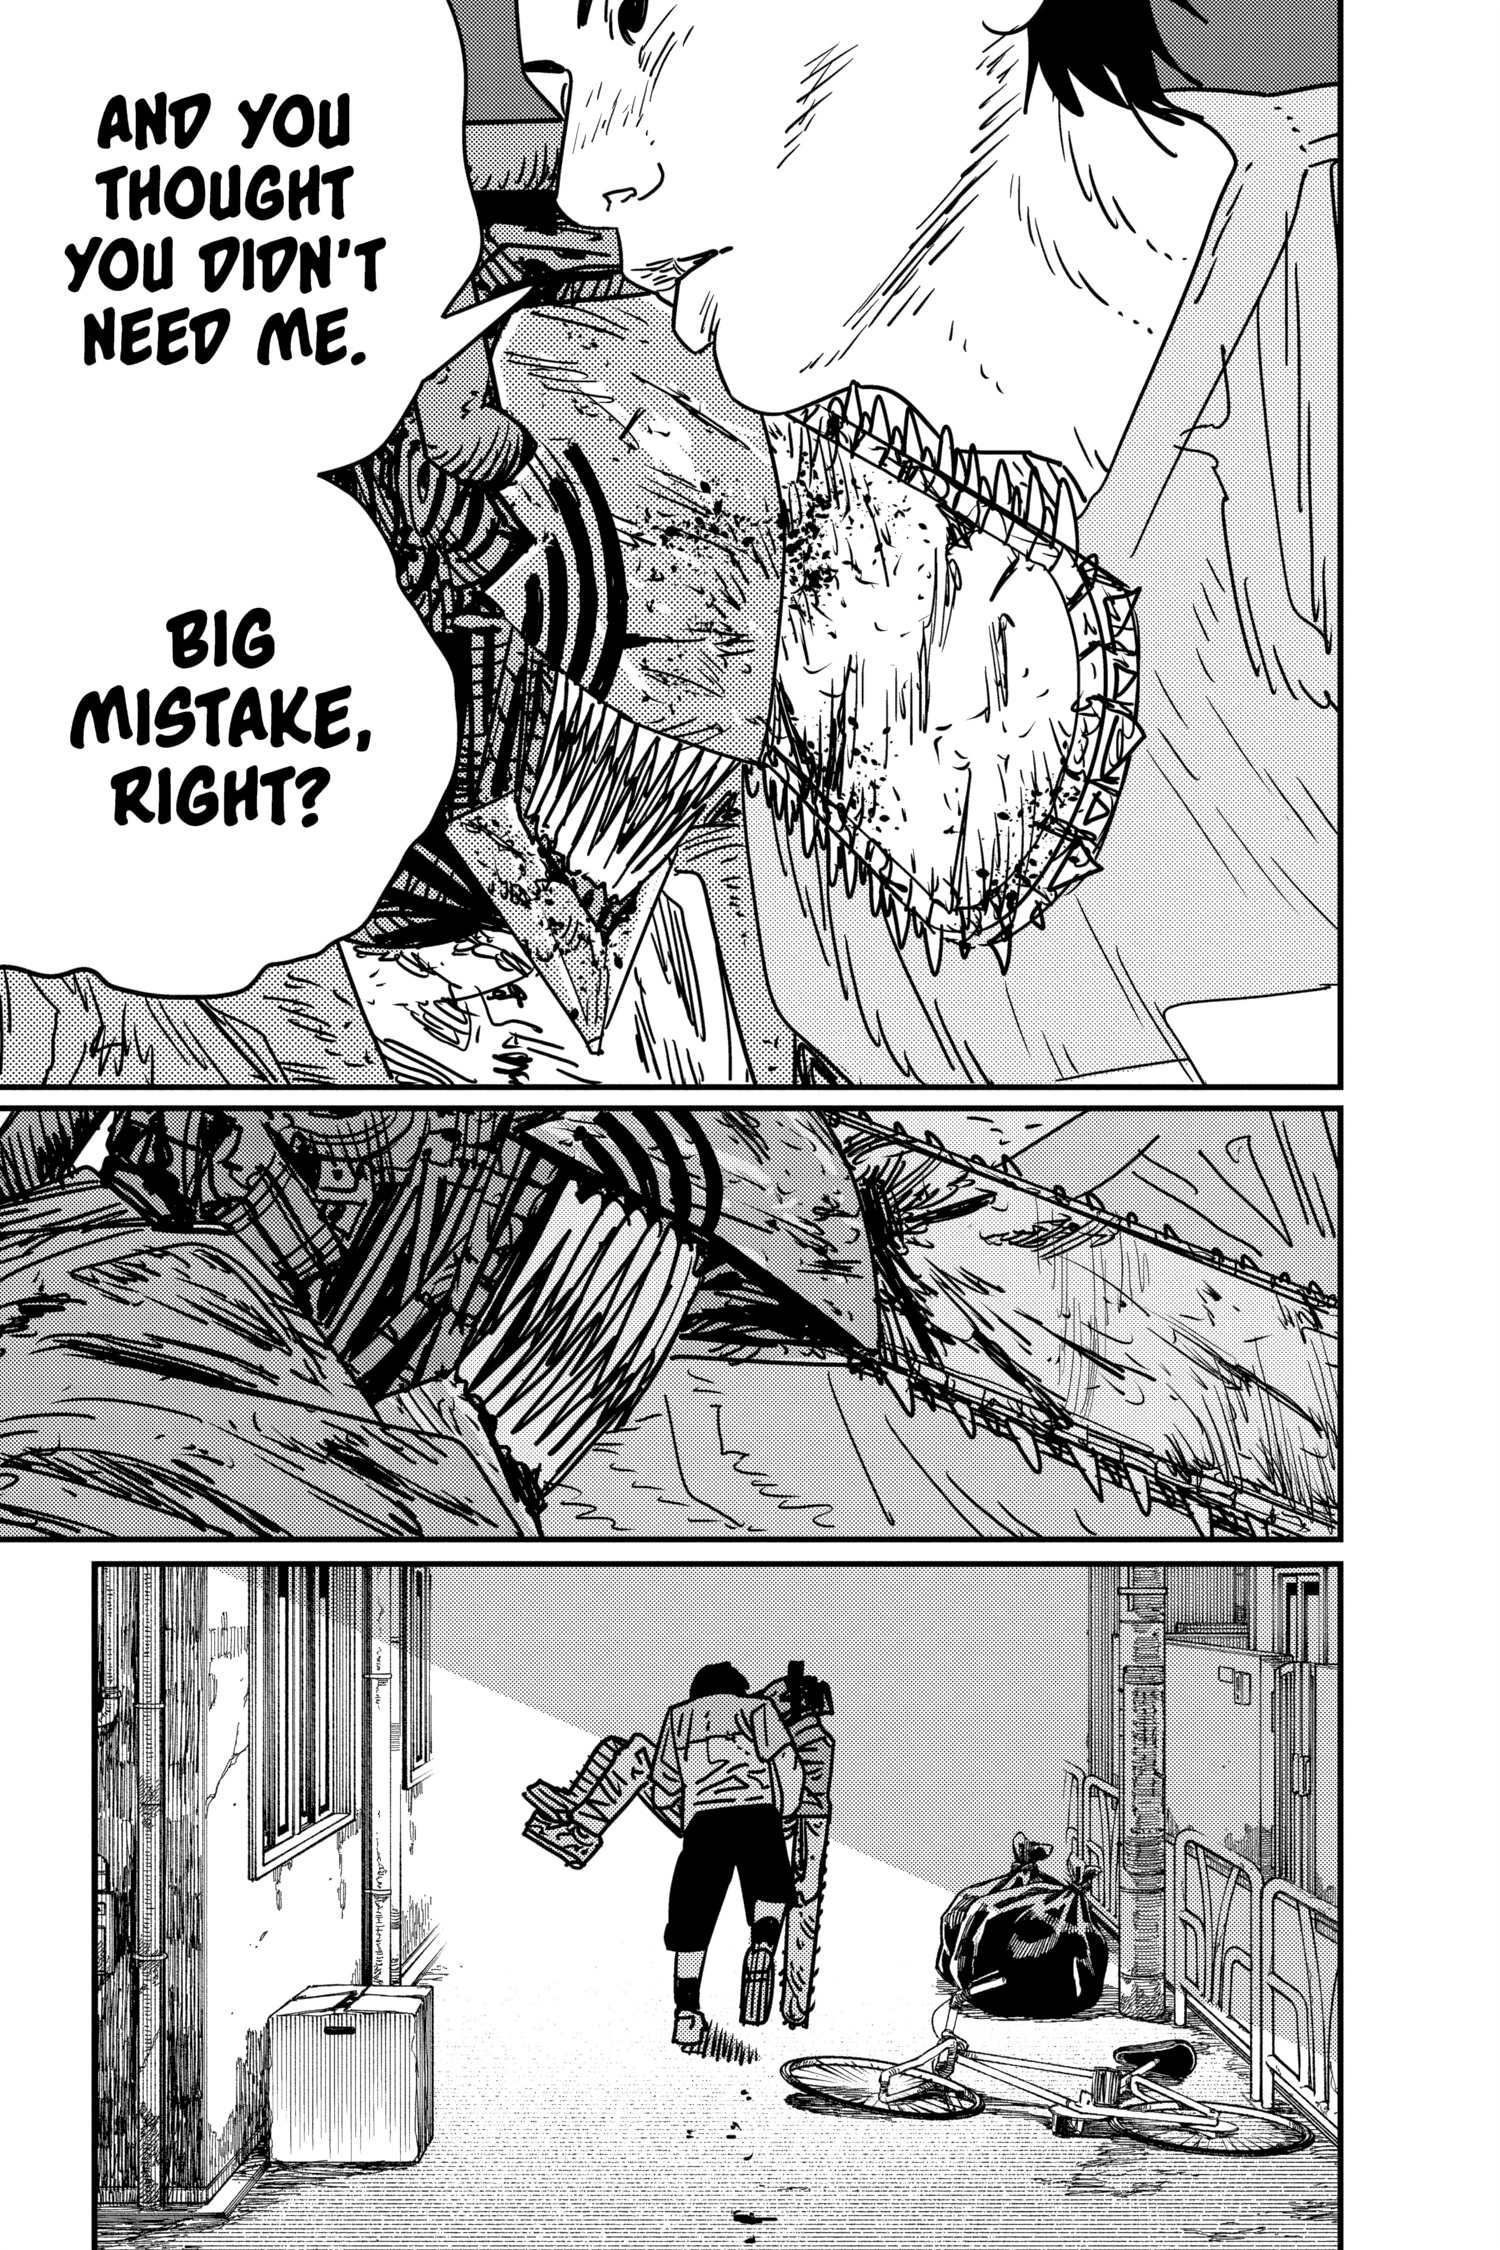 AND YOU
THOUGHT
YOU DIDN'T
NEED ME.
BIG
MISTAKE,
RIGHT?